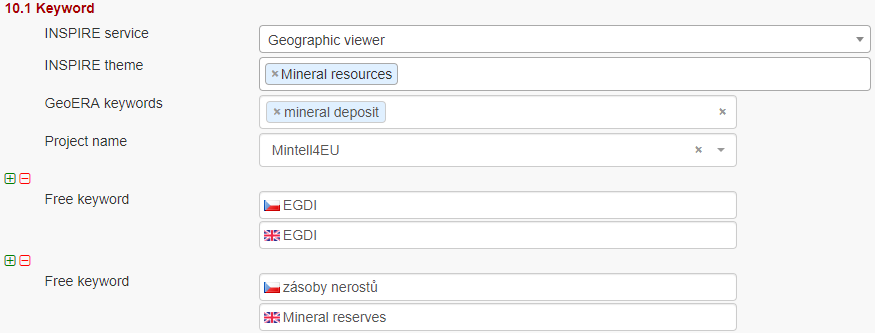 10.1 Keyword
INSPIRE service
Geographic viewer
INSPIRE theme
×Mineral resources
GeoERA keywords
×mineral deposit ×
Project name
Mintell4EU ×
Free keyword
EGDI
EGDI
Free keyword
zásoby nerostů
Mineral reserves